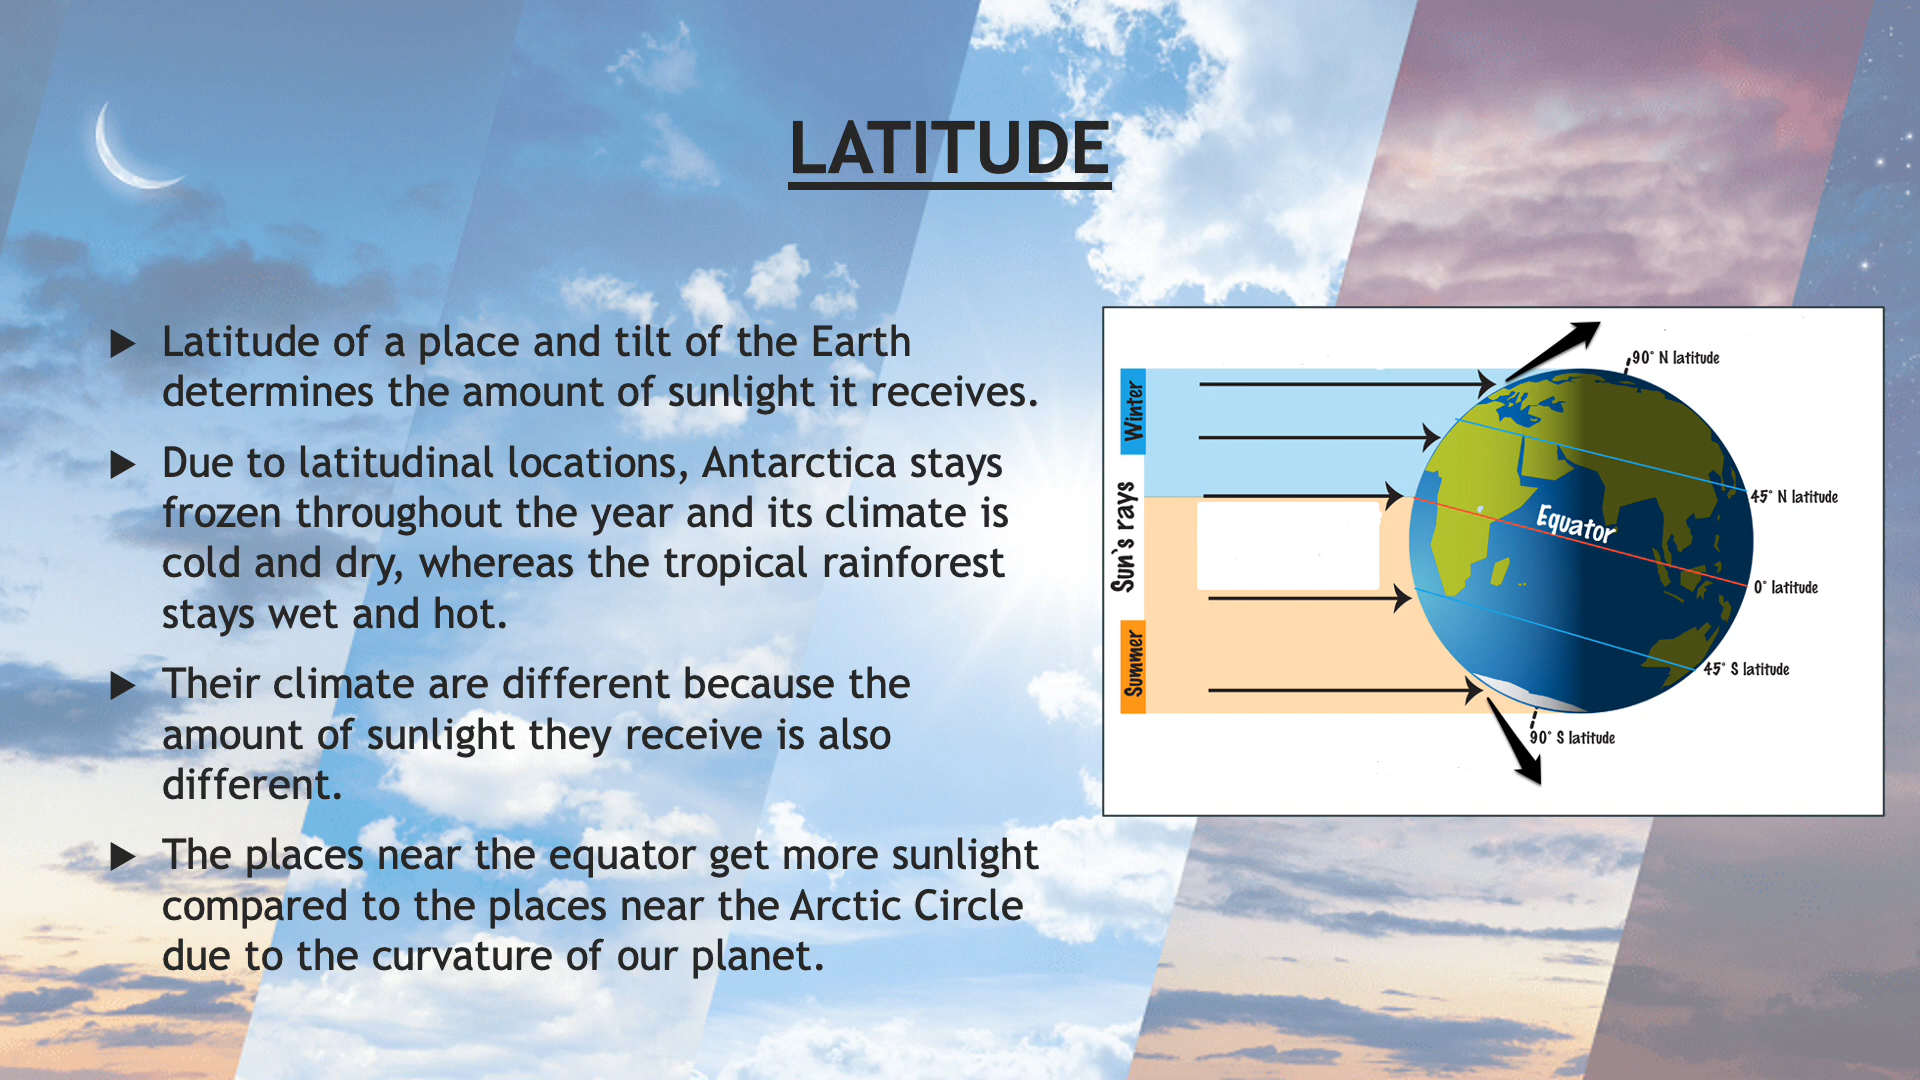 LATITUDE
▶ Latitude of a place and tilt of the Earth
determines the amount of sunlight it receives.
▶ Due to latitudinal locations, Antarctica stays
frozen throughout the year and its climate is
cold and dry, whereas the tropical rainforest
stays wet and hot.
▶ Their climate are different because the
amount of sunlight they receive is also
different.
▶ The places near the equator get more sunlight
compared to the places near the Arctic Circle
due to the curvature of our planet.
Winter
Sun`s rays
Summer
90° N latitude
45° N latitude
Equator
0° latitude
45° S latitude
90° S latitude